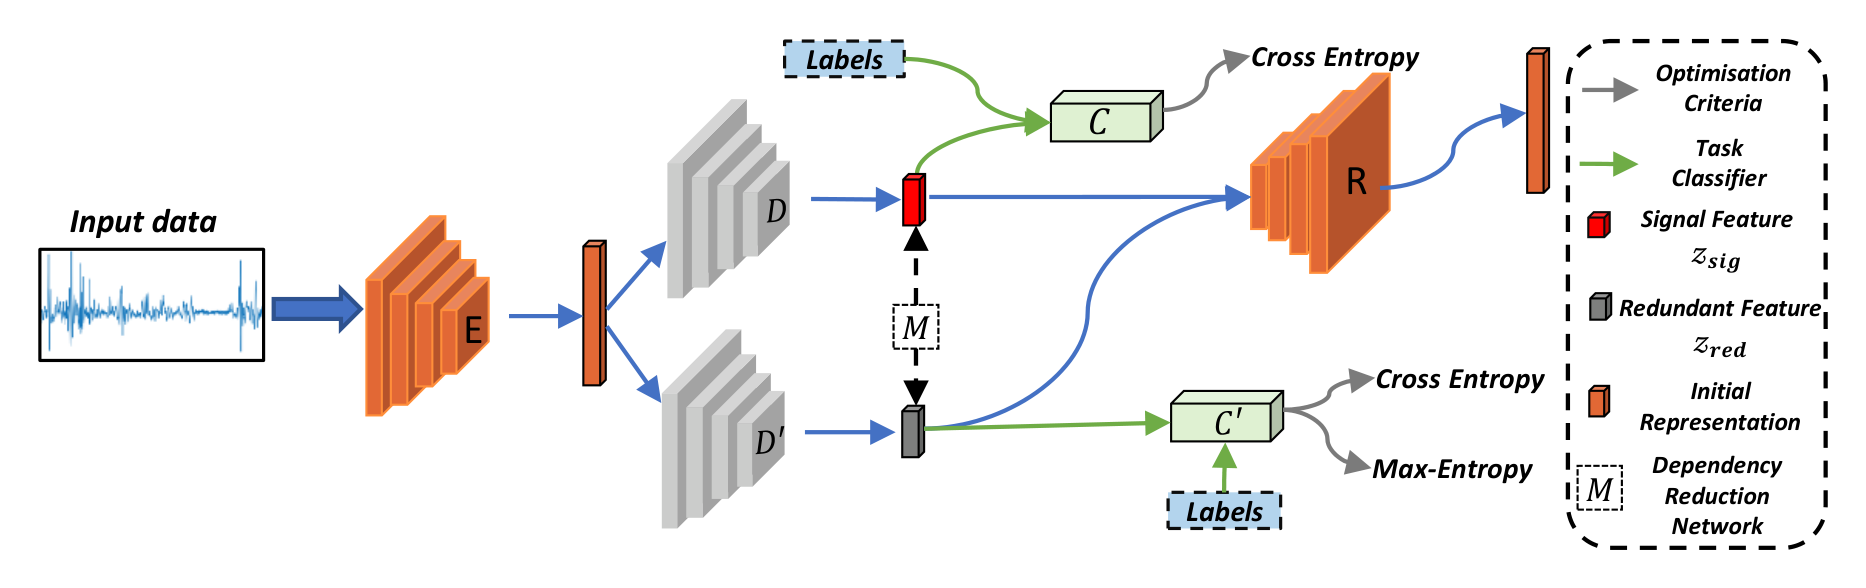 Input data
E
D
D′
Labels
C
Cross Entropy
M
R
C′
Labels
Cross Entropy
Max-Entropy
Optimisation
Criteria
Task
Classifier
Signal Feature
z_sig
Redundant Feature
z_red
Initial
Representation
M
Dependency
Reduction
Network